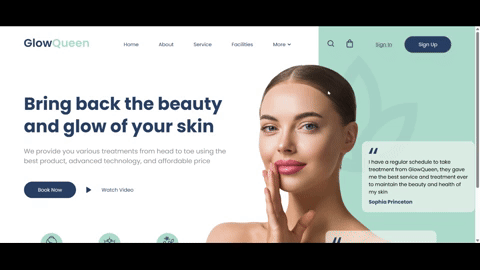 GlowQueen
Home
About
Service
Facilities
More
Sign In
Sign Up
Bring back the beauty
and glow of your skin
We provide you various treatments from head to toe using the
best product, advanced technology, and affordable price
Book Now
Watch Video
“
I have a regular schedule to take
treatment from GlowQueen, they gave
me the best service and treatment ever
to maintain the beauty and health of
my skin
Sophia Princeton
“